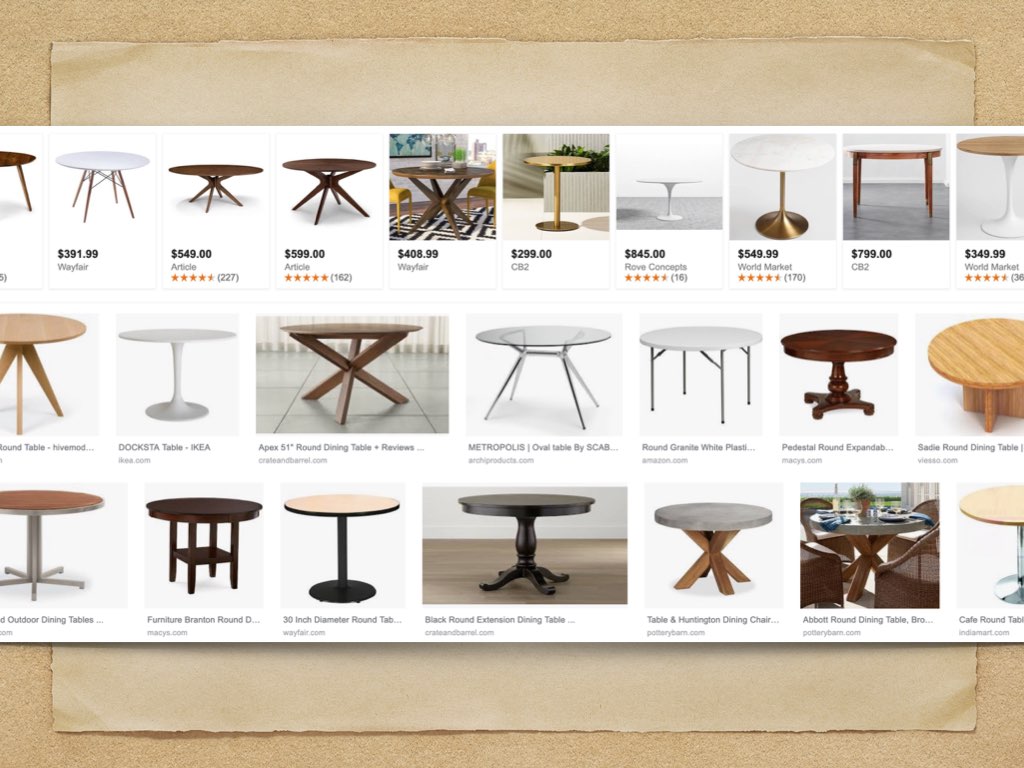 5)
$391.99
Wayfair
$549.00
Article
(227)
$599.00
Article
(162)
$408.99
Wayfair
$299.00
CB2
$845.00
Rove Concepts
(16)
$549.99
World Market
(170)
$799.00
CB2
$349.99
World Market
(36
Round Table - hivemod...
m
DOCKSTA Table - IKEA
ikea.com
Apex 51" Round Dining Table + Reviews ...
crateandbarrel.com
METROPOLIS | Oval table By SCAB...
archiproducts.com
Round Granite White Plasti...
amazon.com
Pedestal Round Expandab...
macys.com
Sadie Round Dining Table |
viesso.com
d Outdoor Dining Tables ...
com
Furniture Branton Round D...
macys.com
30 Inch Diameter Round Tab...
wayfair.com
Black Round Extension Dining Table ...
crateandbarrel.com
Table & Huntington Dining Chair...
potterybarn.com
Abbott Round Dining Table, Bro...
potterybarn.com
Cafe Round Tabl
indiamart.com